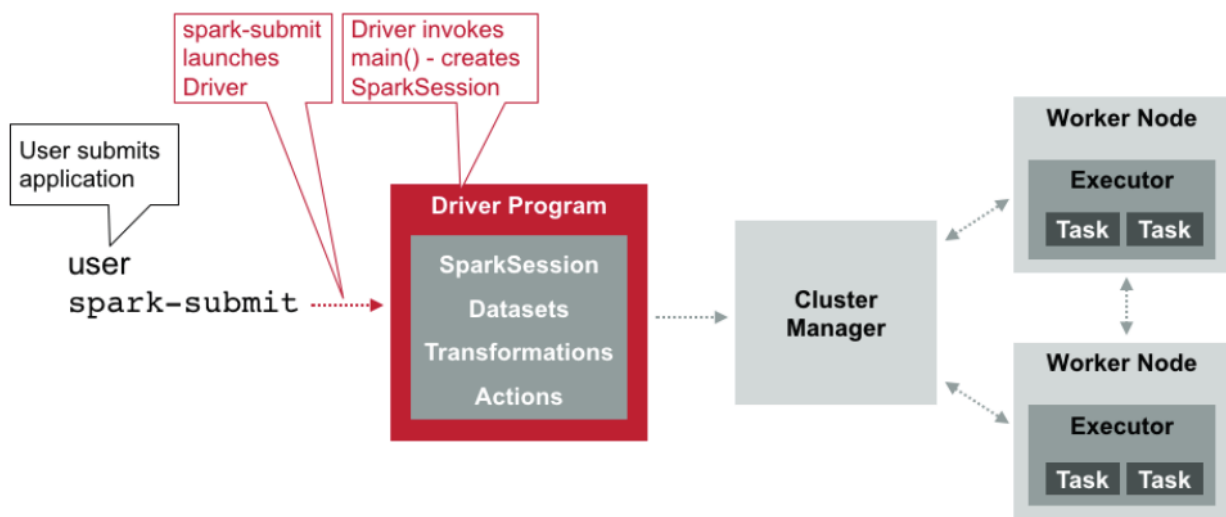 spark-submit
launches
Driver
Driver invokes
main() - creates
SparkSession
User submits
application
user
spark-submit
Driver Program
SparkSession
Datasets
Transformations
Actions
Cluster
Manager
Worker Node
Executor
Task Task
Worker Node
Executor
Task Task